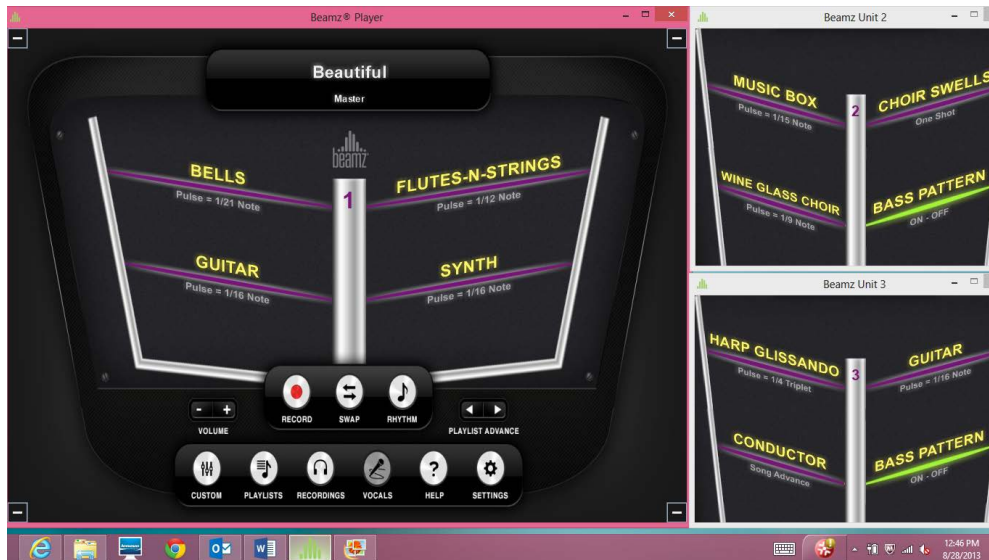 Beamz® Player
Beautiful
Master
beamz
1
BELLS
Pulse = 1/21 Note
FLUTES-N-STRINGS
Pulse = 1/12 Note
GUITAR
Pulse = 1/16 Note
SYNTH
Pulse = 1/16 Note
RECORD
SWAP
RHYTHM
- +
VOLUME
PLAYLIST ADVANCE
CUSTOM
PLAYLISTS
RECORDINGS
VOCALS
?
HELP
SETTINGS
Beamz Unit 2
2
MUSIC BOX
Pulse = 1/15 Note
CHOIR SWELLS
One Shot
WINE GLASS CHOIR
Pulse = 1/9 Note
BASS PATTERN
ON - OFF
Beamz Unit 3
3
HARP GLISSANDO
Pulse = 1/4 Triplet
GUITAR
Pulse = 1/16 Note
CONDUCTOR
Song Advance
BASS PATTERN
ON - OFF
12:46 PM
8/28/2013